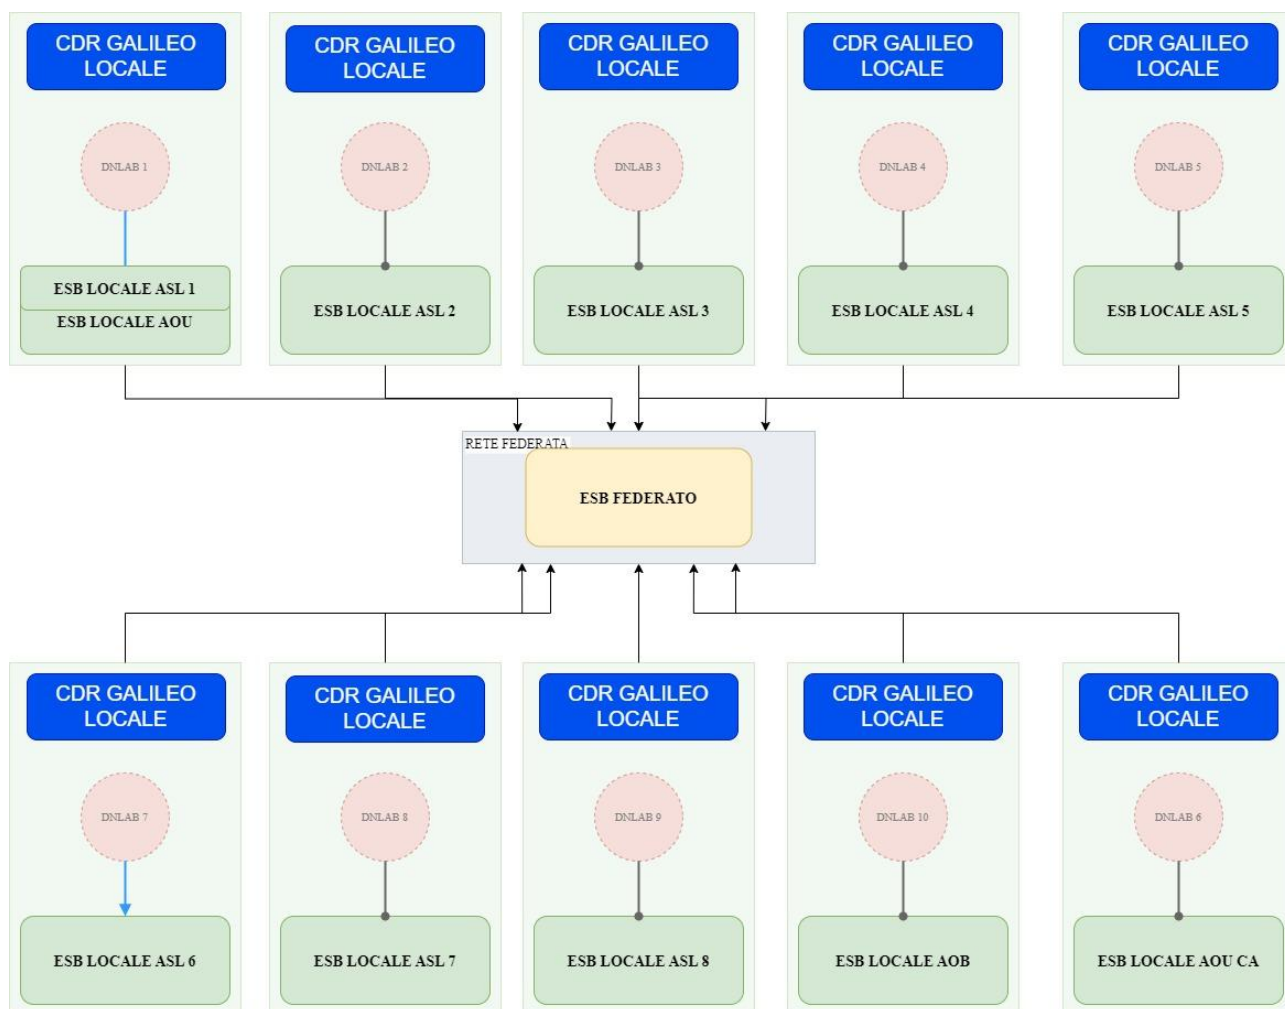 CDR GALILEO
LOCALE
CDR GALILEO
LOCALE
CDR GALILEO
LOCALE
CDR GALILEO
LOCALE
CDR GALILEO
LOCALE
DNLAB 1
DNLAB 2
DNLAB 3
DNLAB 4
DNLAB 5
ESB LOCALE ASL 1
ESB LOCALE AOU
ESB LOCALE ASL 2
ESB LOCALE ASL 3
ESB LOCALE ASL 4
ESB LOCALE ASL 5
RETE FEDERATA
ESB FEDERATO
CDR GALILEO
LOCALE
CDR GALILEO
LOCALE
CDR GALILEO
LOCALE
CDR GALILEO
LOCALE
CDR GALILEO
LOCALE
DNLAB 7
DNLAB 8
DNLAB 9
DNLAB 10
DNLAB 6
ESB LOCALE ASL 6
ESB LOCALE ASL 7
ESB LOCALE ASL 8
ESB LOCALE AOB
ESB LOCALE AOU CA